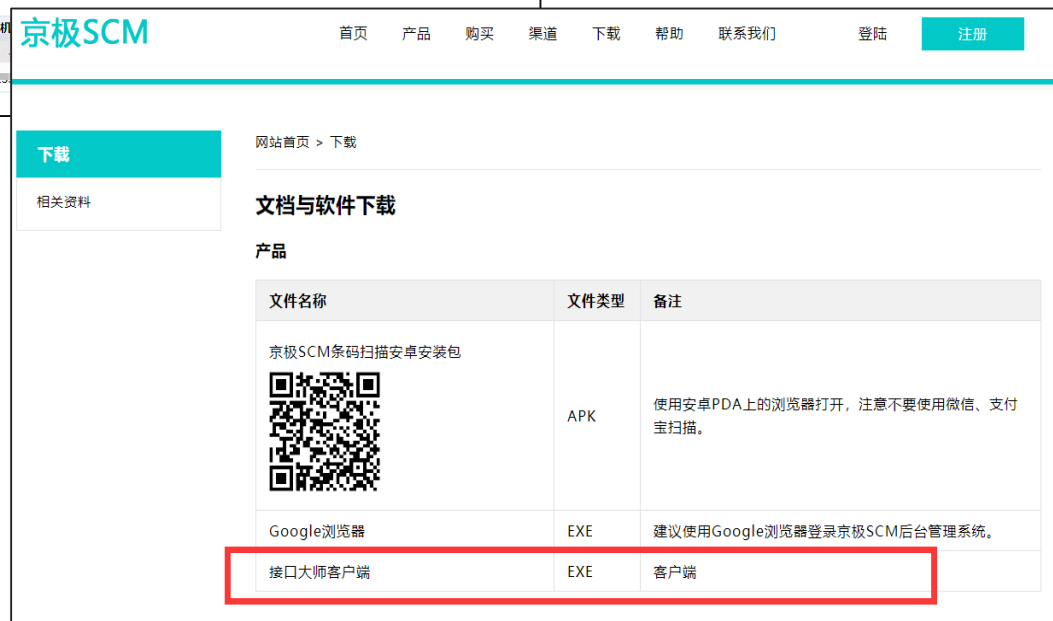 机
京极SCM
首页 产品 购买 渠道 下载 帮助 联系我们 登陆 注册
下载
相关资料
网站首页 > 下载
文档与软件下载
产品
文件名称 文件类型 备注
京极SCM条码扫描安卓安装包
APK
使用安卓PDA上的浏览器打开，注意不要使用微信、支付
宝扫描。
Google浏览器 EXE 建议使用Google浏览器登录京极SCM后台管理系统。
接口大师客户端 EXE 客户端